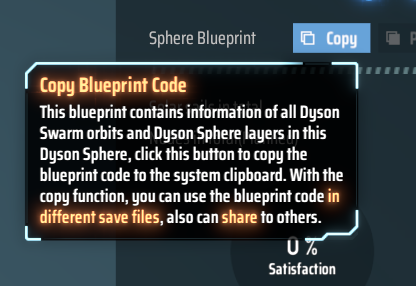 Sphere Blueprint
Copy
Copy Blueprint Code
This blueprint contains information of all Dyson
Swarm orbits and Dyson Sphere layers in this
Dyson Sphere, click this button to copy the
blueprint code to the system clipboard. With the
copy function, you can use the blueprint code in
different save files, also can share to others.
0 %
Satisfaction